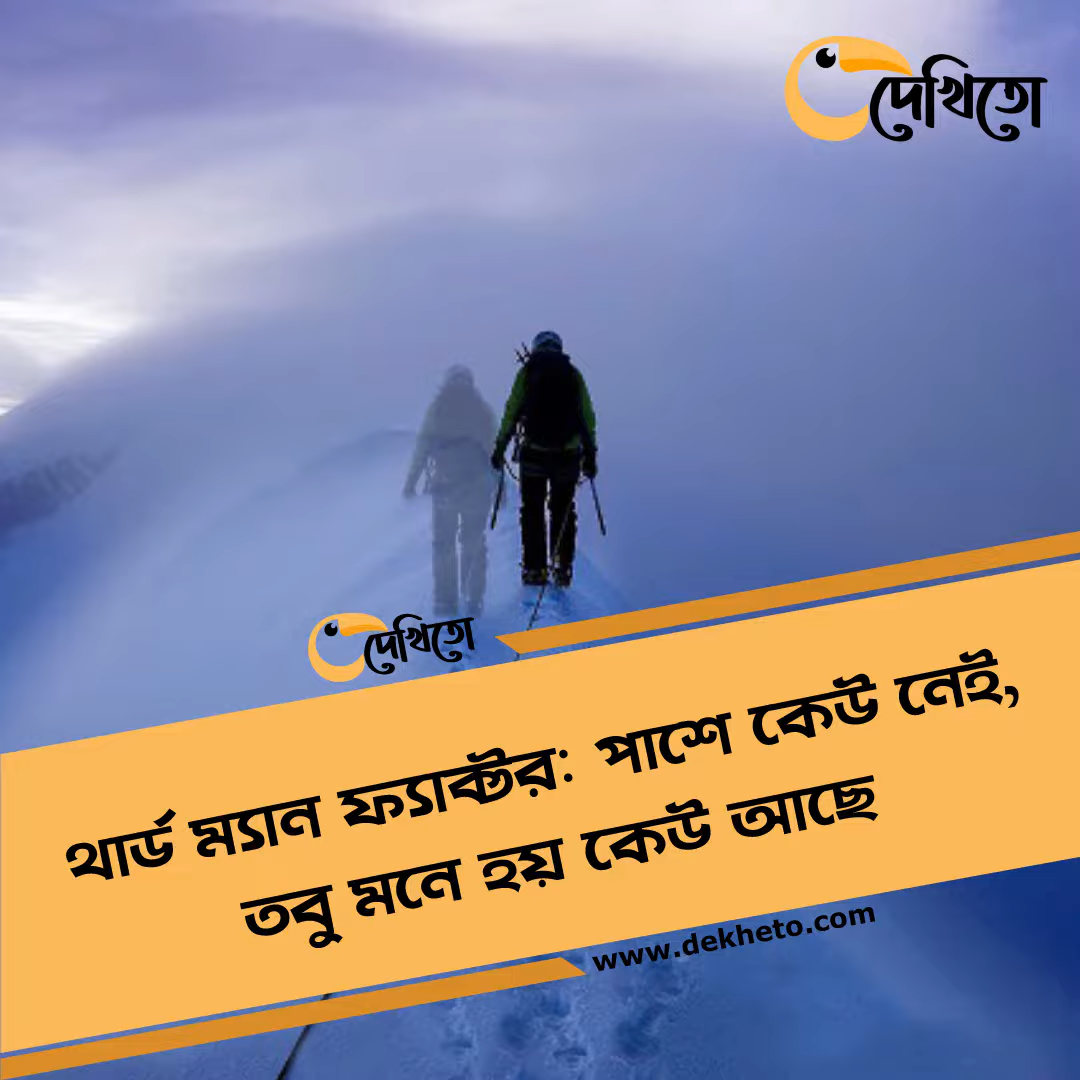 দেখিতো
দেখিতো
থার্ড ম্যান ফ্যাক্টর: পাশে কেউ নেই,
তবু মনে হয় কেউ আছে
www.dekheto.com